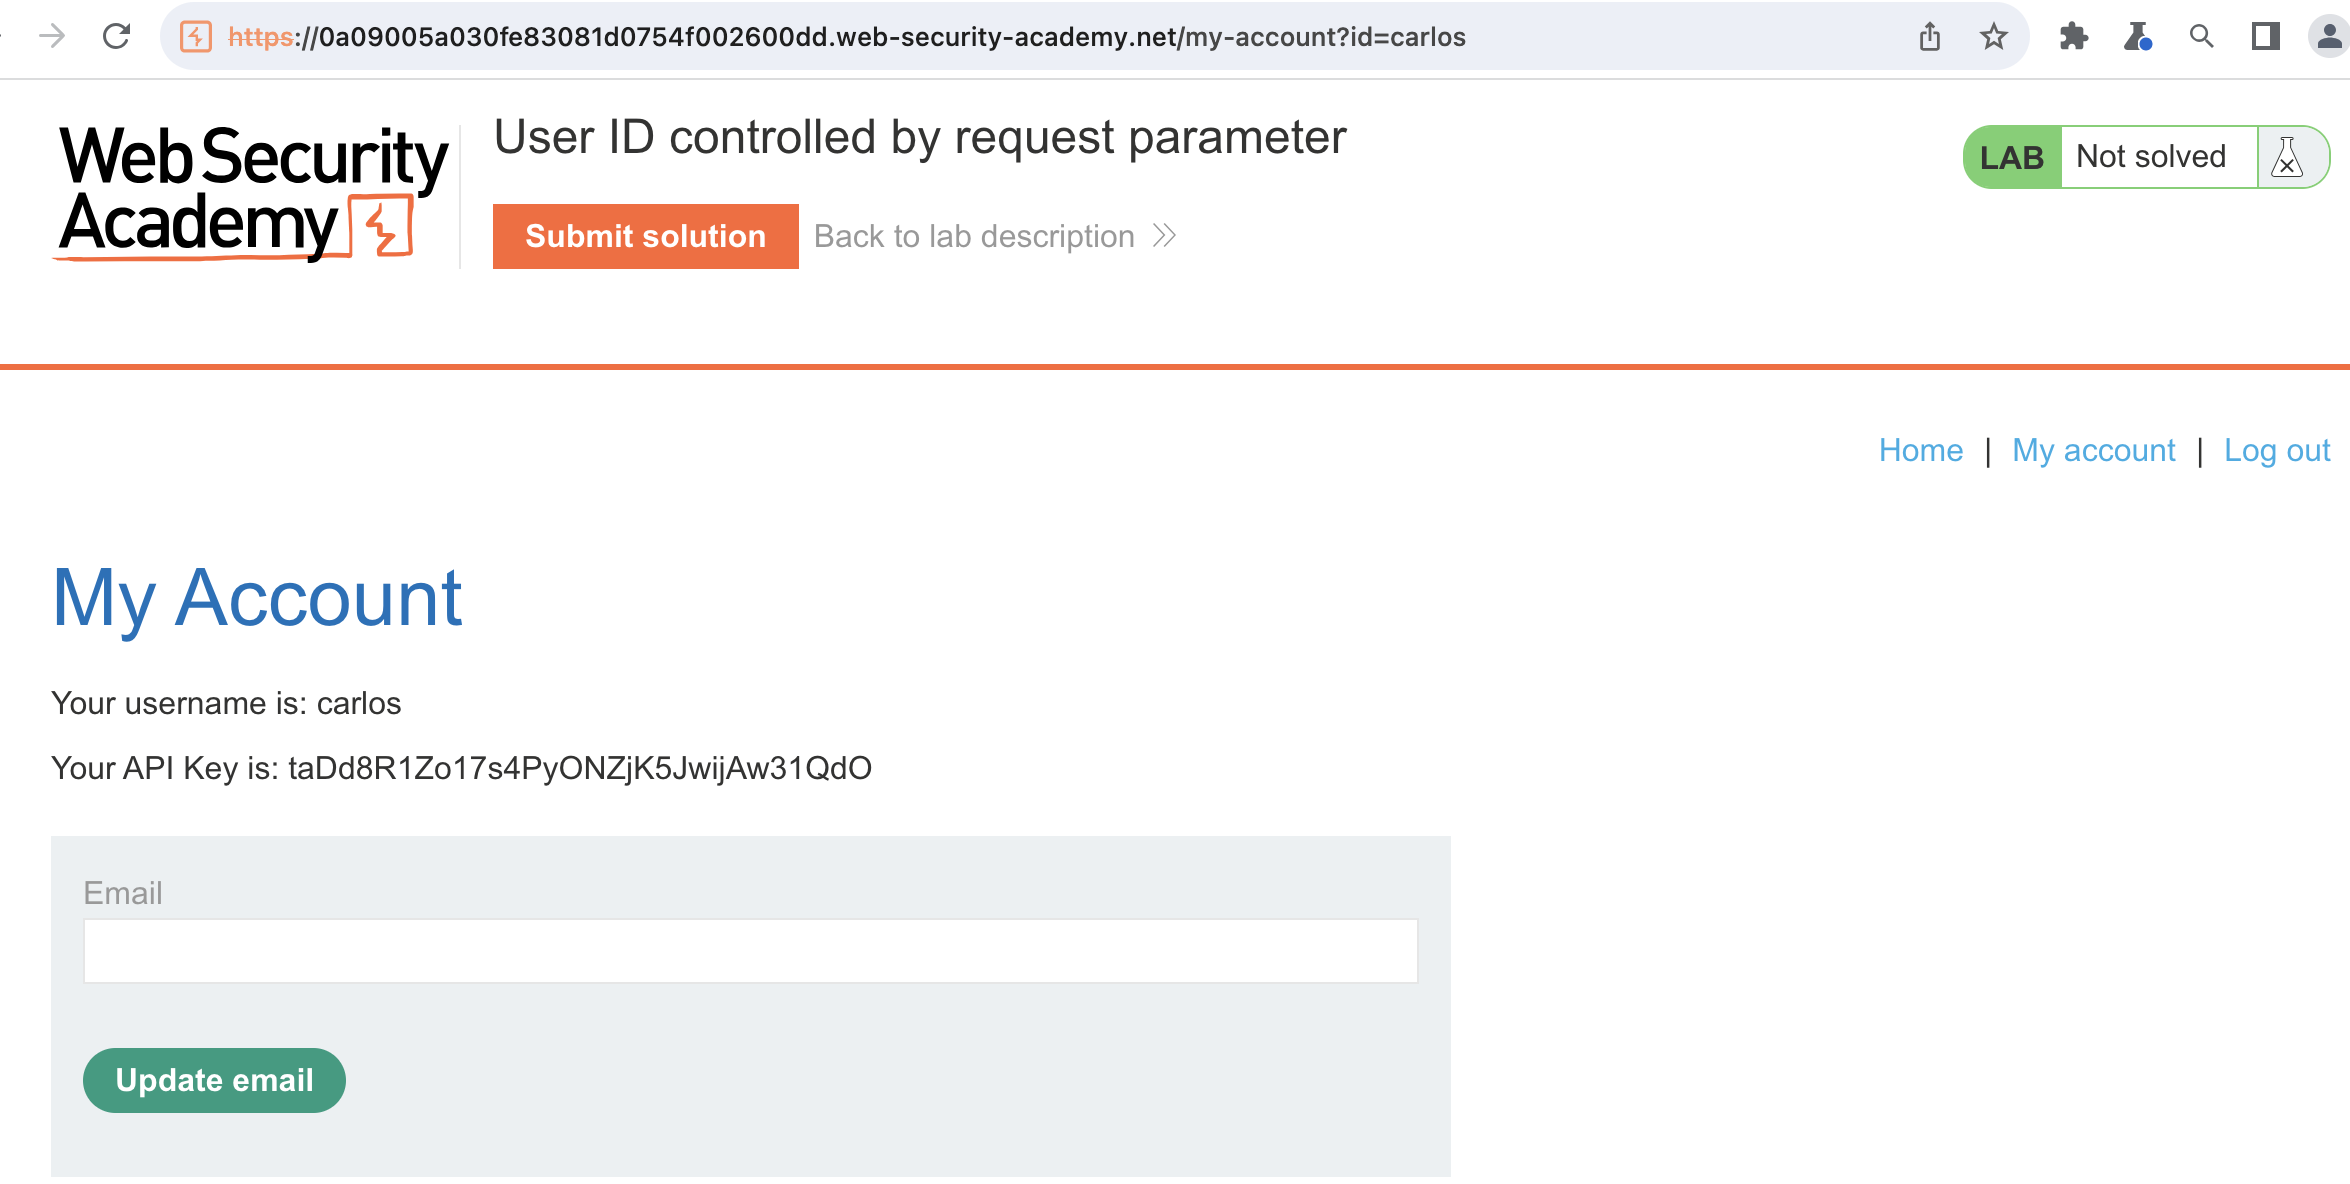 https://0a09005a030fe83081d0754f002600dd.web-security-academy.net/my-account?id=carlos
Web Security
Academy
User ID controlled by request parameter
Submit solution
Back to lab description
LAB
Not solved
Home | My account | Log out
My Account
Your username is: carlos
Your API Key is: taDd8R1Zo17s4PyONZjK5JwijAw31QdO
Email
Update email